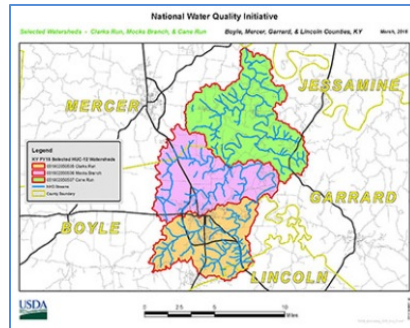 National Water Quality Initiative
Selected Watersheds - Clarks Run, Mocks Branch, & Cane Run
Boyle, Mercer, Garrard, & Lincoln Counties, KY
March, 2016
JESSAMINE
MERCER
Legend
KY FY16 Selected HUC-12 Watersheds
Clarks Run
Mocks Branch
Cane Run
Streams
County Boundary
GARRARD
BOYLE
LINCOLN
USDA
0
2.5
5
10
Miles